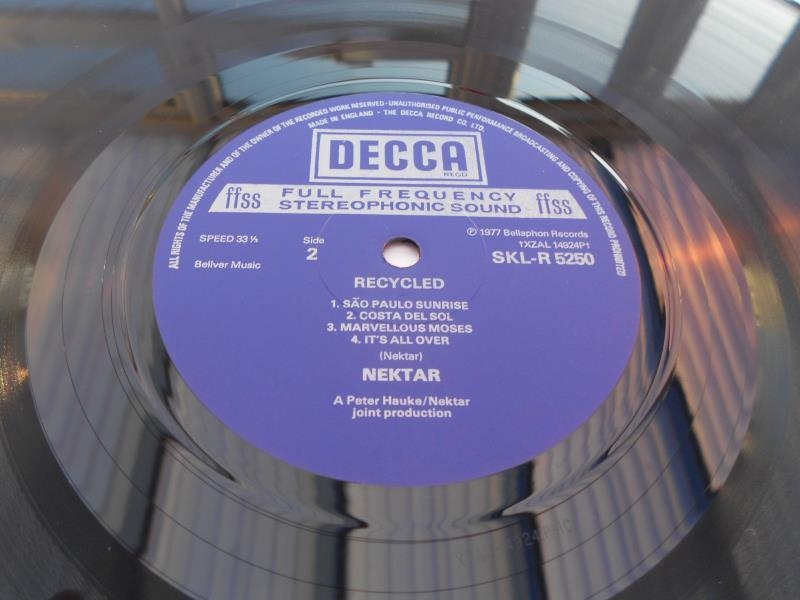 ALL RIGHTS OF THE MANUFACTURER AND OF THE OWNER OF THE RECORDED WORK RESERVED · UNAUTHORISED PUBLIC PERFORMANCE BROADCASTING AND COPYING OF THIS RECORD PROHIBITED
MADE IN ENGLAND · THE DECCA RECORD CO. LTD.
DECCA
REGD
ffss FULL FREQUENCY STEREOPHONIC SOUND ffss
SPEED 33⅓
Side
2
Bellver Music
℗ 1977 Bellaphon Records
†XZAL 14924P†
SKL-R 5250
RECYCLED
1. SÃO PAULO SUNRISE
2. COSTA DEL SOL
3. MARVELLOUS MOSES
4. IT'S ALL OVER
(Nektar)
NEKTAR
A Peter Hauke/Nektar
joint production